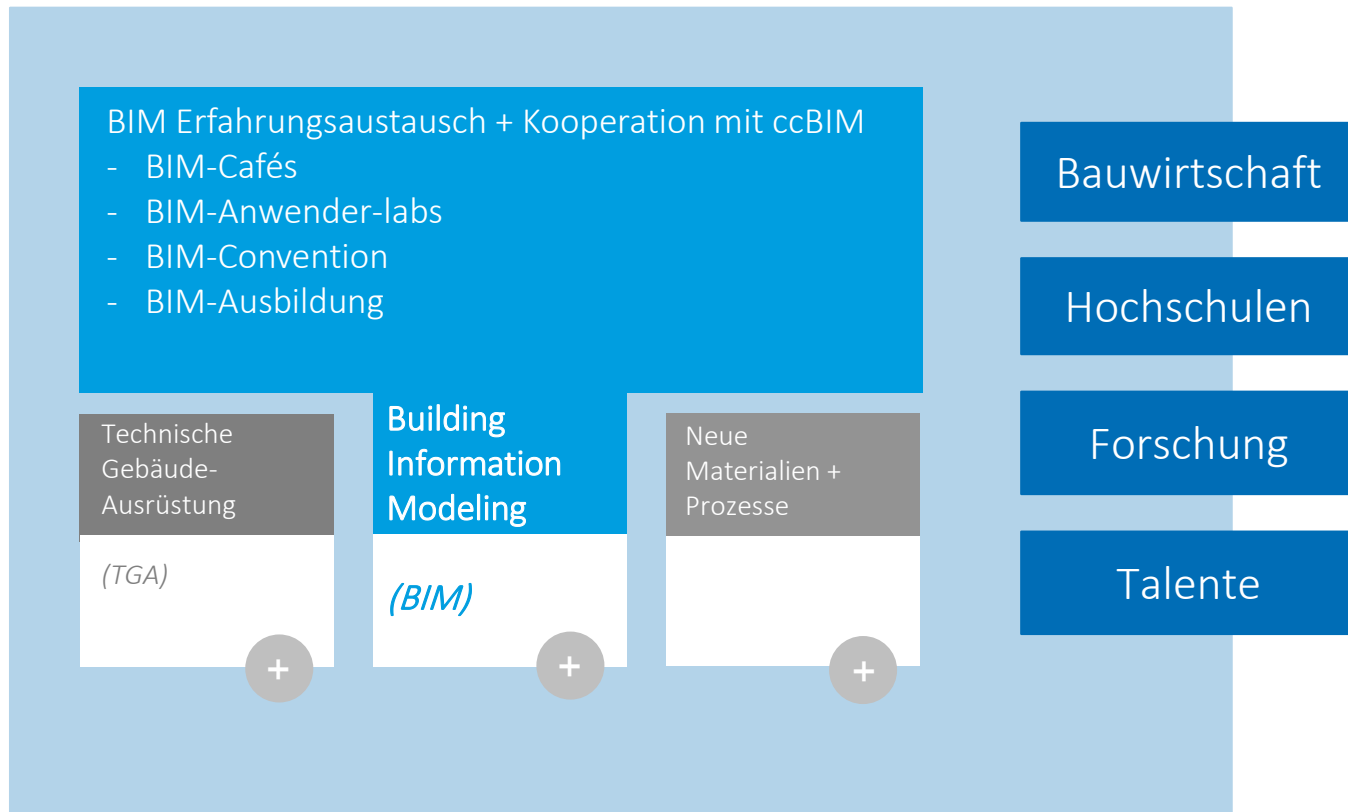 BIM Erfahrungsaustausch + Kooperation mit ccBIM
- BIM-Cafés
- BIM-Anwender-labs
- BIM-Convention
- BIM-Ausbildung
Technische
Gebäude-
Ausrüstung
(TGA)
+
Building
Information
Modeling
(BIM)
+
Neue
Materialien +
Prozesse
+
Bauwirtschaft
Hochschulen
Forschung
Talente